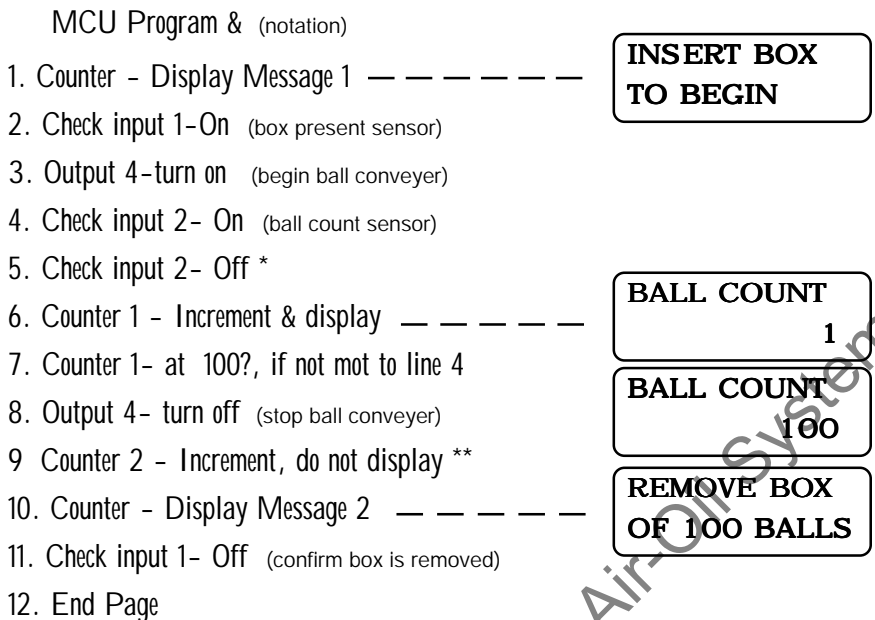 MCU Program & (notation)
INSERT BOX
TO BEGIN
1. Counter - Display Message 1 — — — — — —
2. Check input 1-On (box present sensor)
3. Output 4-turn on (begin ball conveyer)
4. Check input 2- On (ball count sensor)
5. Check input 2- Off *
BALL COUNT
1
6. Counter 1 - Increment & display — — — — —
7. Counter 1- at 100?, if not mot to line 4
BALL COUNT
100
8. Output 4- turn off (stop ball conveyer)
9 Counter 2 - Increment, do not display **
REMOVE BOX
OF 100 BALLS
10. Counter - Display Message 2 — — — — —
11. Check input 1- Off (confirm box is removed)
12. End Page
Air-Oil System